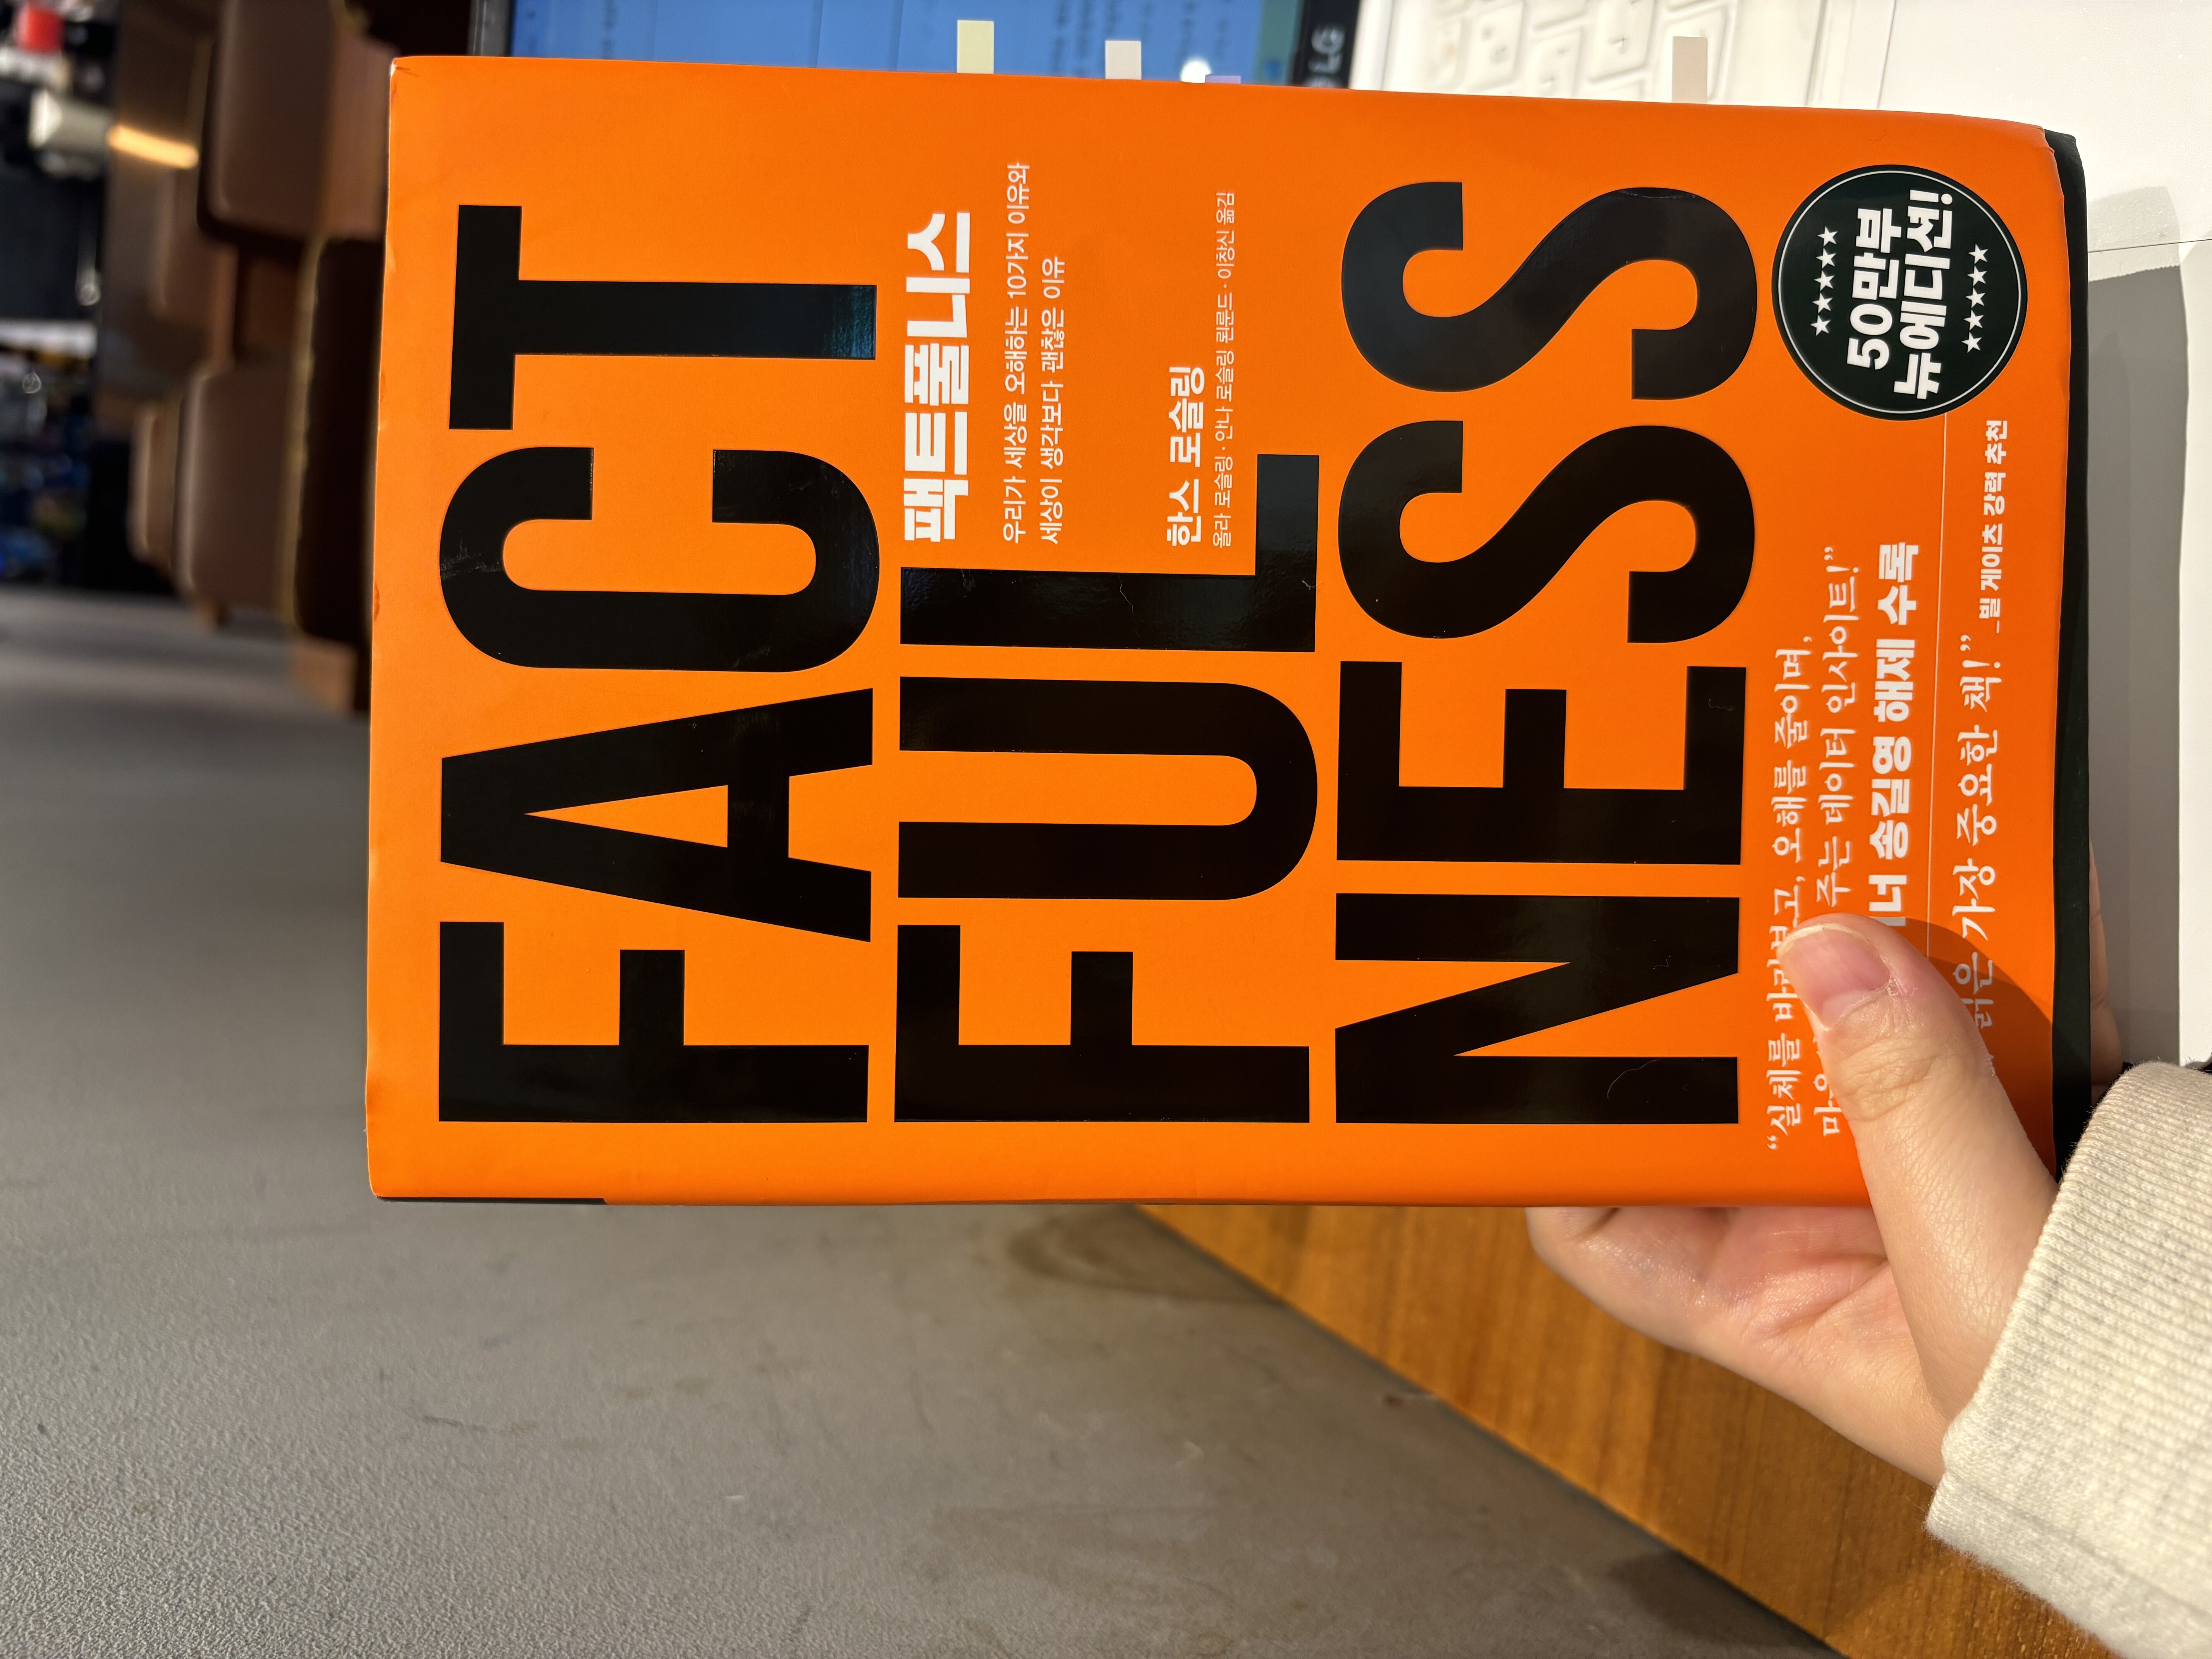 FACT
FUL
NESS
팩트풀니스
우리가 세상을 오해하는 10가지 이유와
세상이 생각보다 괜찮은 이유
한스 로슬링
올라 로슬링·안나 로슬링 뢴룬드·이창신 옮김
50만부
뉴에디션!
“실체를 바라보고, 오해를 줄이며,
주는 데이터 인사이트!”
송길영 해제 수록
가장 중요한 책!” _빌 게이츠 강력 추천
LG